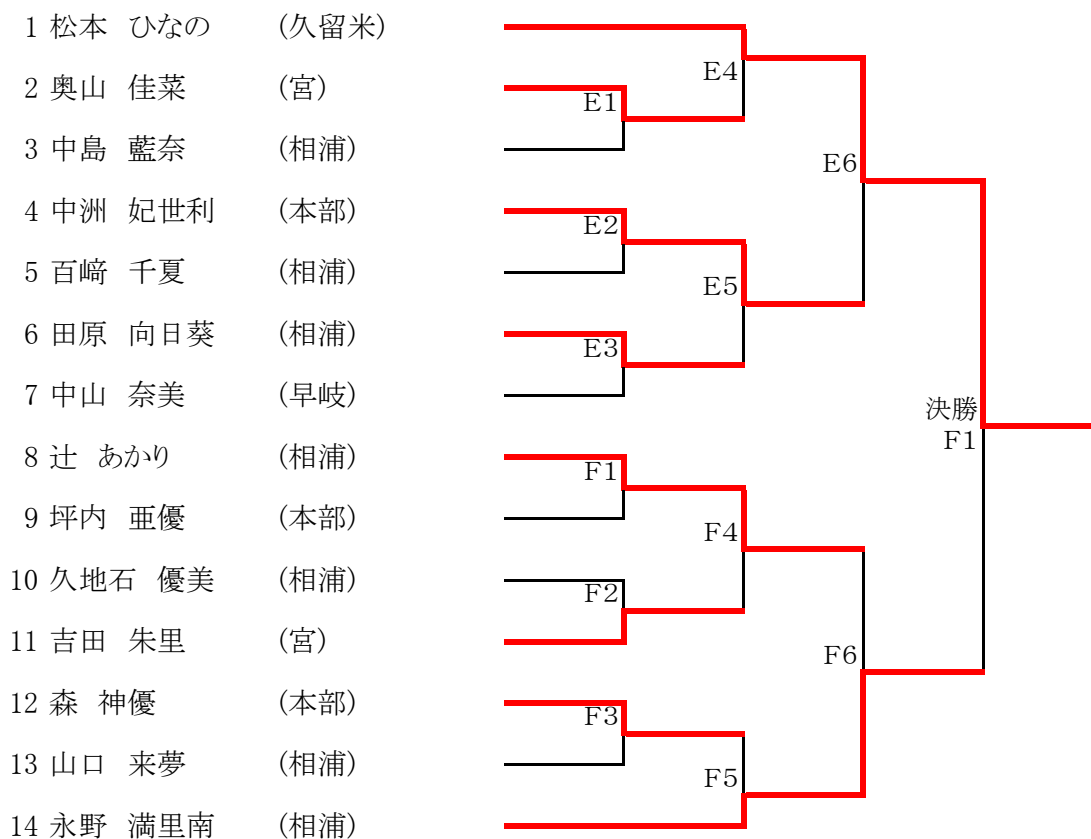 1 松本 ひなの (久留米)
E4
2 奥山 佳菜 (宮)
E1
3 中島 藍奈 (相浦)
E6
4 中洲 妃世利 (本部)
E2
5 百﨑 千夏 (相浦)
E5
6 田原 向日葵 (相浦)
E3
7 中山 奈美 (早岐)
決勝
F1
8 辻 あかり (相浦)
F1
9 坪内 亜優 (本部)
F4
10 久地石 優美 (相浦)
F2
11 吉田 朱里 (宮)
F6
12 森 神優 (本部)
F3
13 山口 来夢 (相浦)
F5
14 永野 満里南 (相浦)